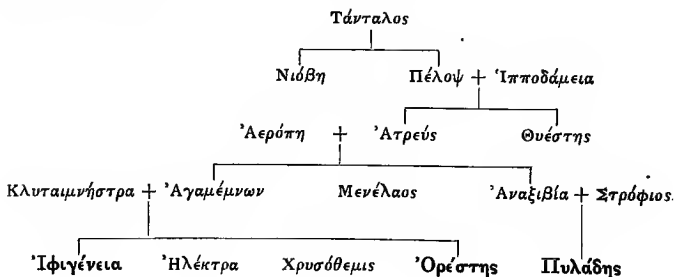 Τάνταλος
Νιόβη Πέλοψ + Ἱπποδάμεια
Ἀερόπη + Ἀτρεύς Θυέστης
Κλυταιμνήστρα + Ἀγαμέμνων Μενέλαος Ἀναξιβία + Στρόφιος
Ἰφιγένεια Ἠλέκτρα Χρυσόθεμις Ὀρέστης Πυλάδης